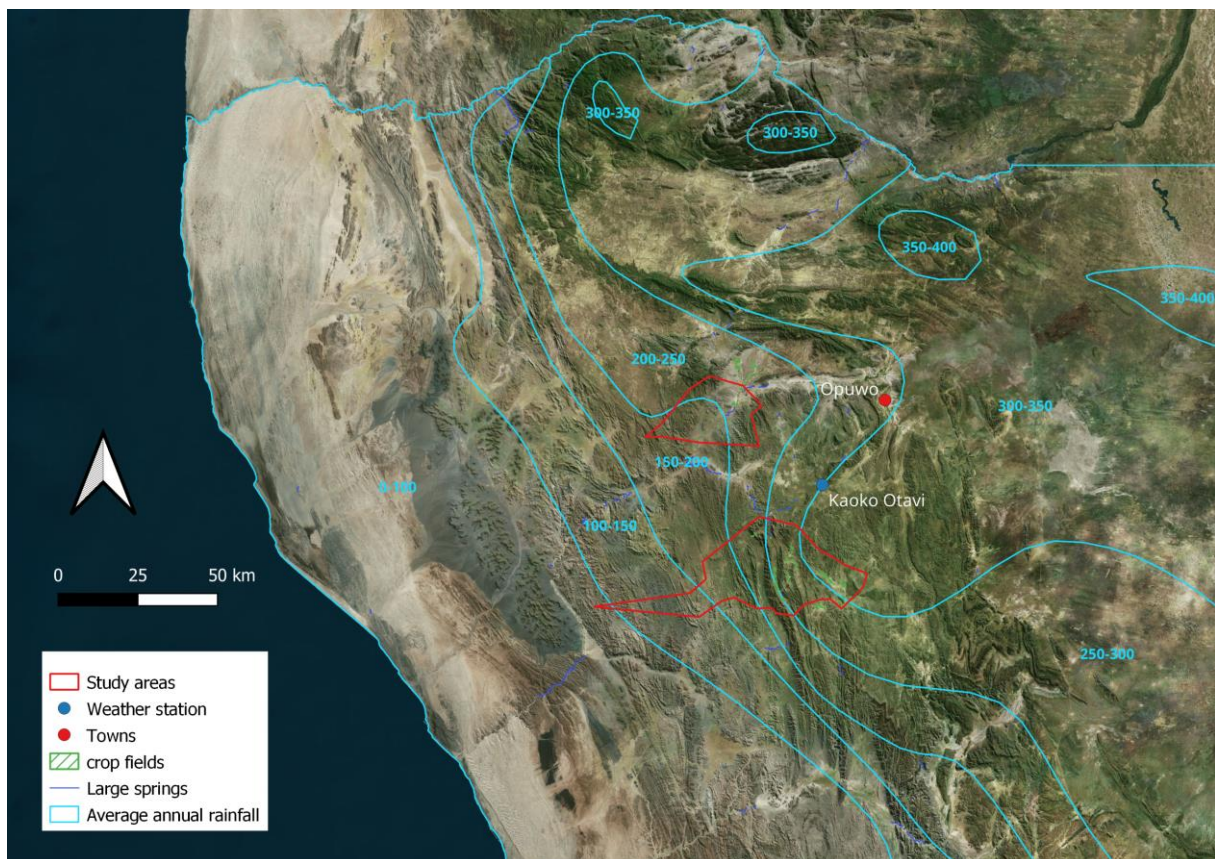 300-350
300-350
350-400
350-400
200-250
Opuwo
300-350
150-200
0-100
Kaoko Otavi
100-150
0 25 50 km
250-300
Study areas
Weather station
Towns
crop fields
Large springs
Average annual rainfall